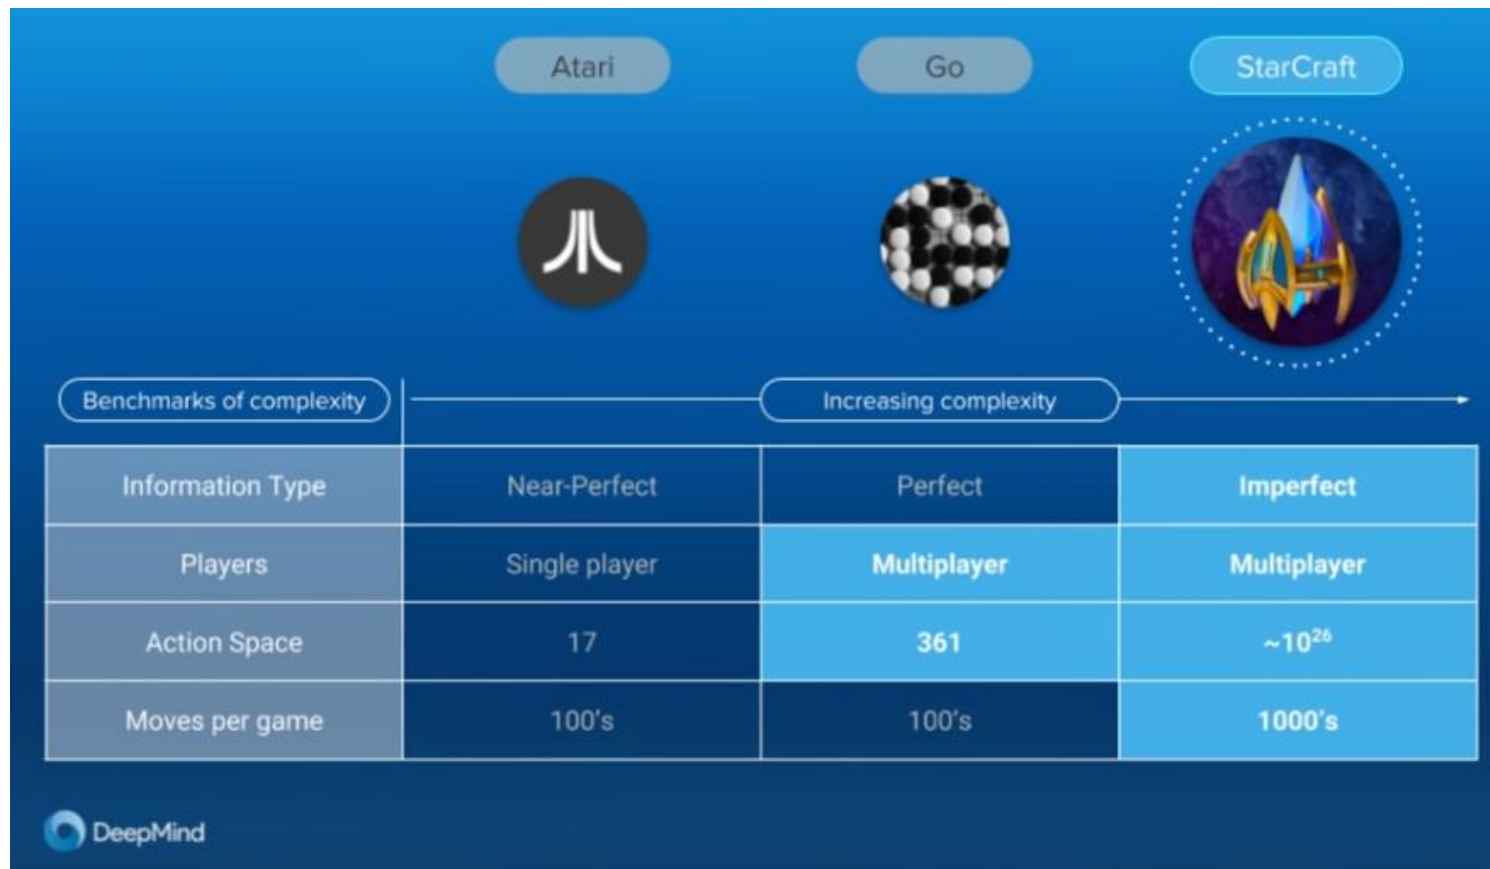 Atari Go StarCraft
Benchmarks of complexity Increasing complexity
Information Type Near-Perfect Perfect Imperfect
Players Single player Multiplayer Multiplayer
Action Space 17 361 ~10²⁶
Moves per game 100's 100's 1000's
DeepMind